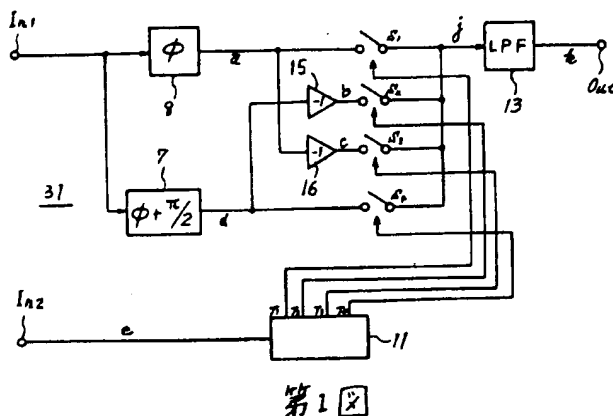 In1
ϕ
8
a
S1
j
LPF
13
k
Out
15
-1
b
S2
-1
16
c
S3
7
ϕ + π/2
d
S4
31
In2
e
11
第1図